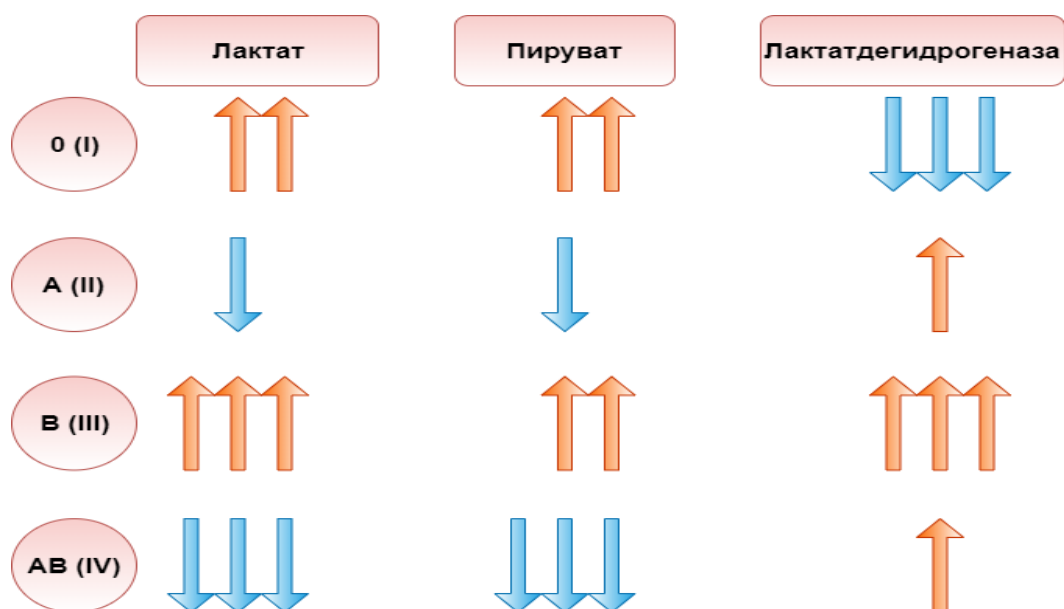 Лактат
Пируват
Лактатдегидрогеназа
0 (I)
A (II)
B (III)
AB (IV)